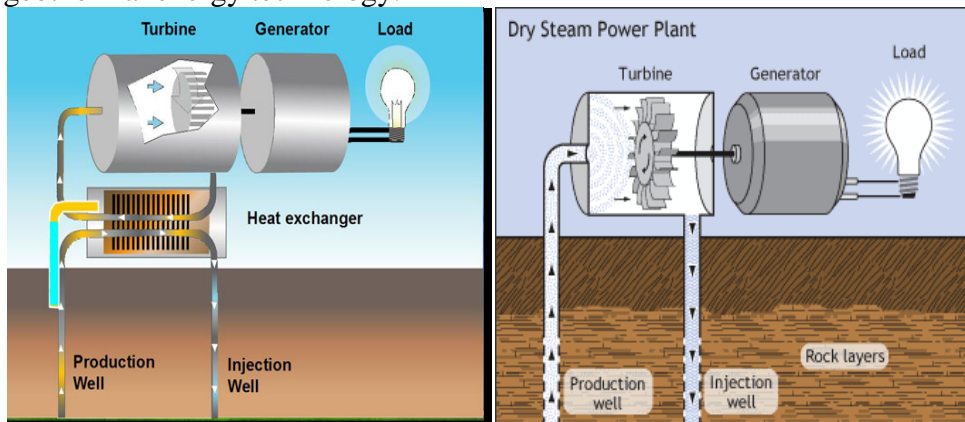 Turbine Generator Load
Heat exchanger
Production
Well
Injection
Well
Dry Steam Power Plant
Load
Turbine Generator
Rock layers
Production
well
Injection
well